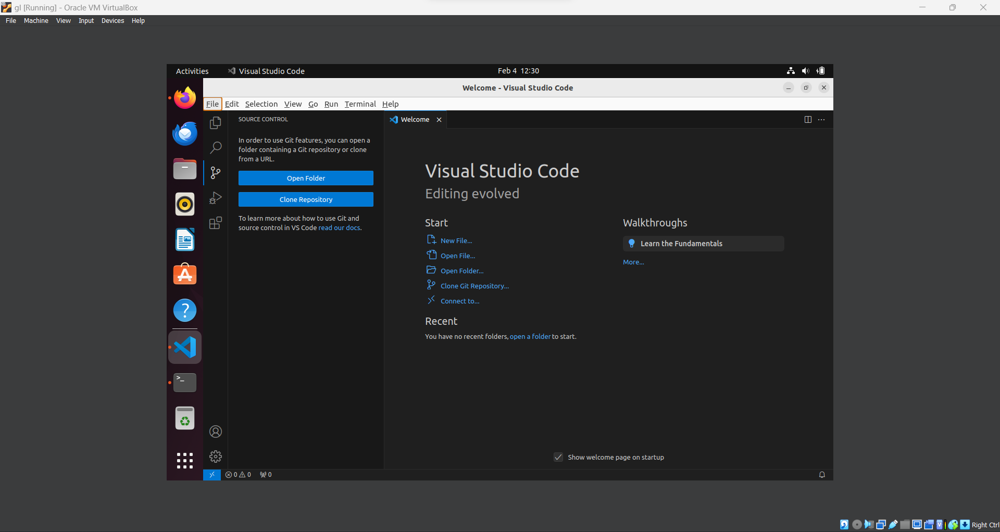 gl [Running] - Oracle VM VirtualBox
File Machine View Input Devices Help
Activities Visual Studio Code Feb 4 12:30
Welcome - Visual Studio Code
File Edit Selection View Go Run Terminal Help
SOURCE CONTROL
In order to use Git features, you can open a
folder containing a Git repository or clone
from a URL.
Open Folder
Clone Repository
To learn more about how to use Git and
source control in VS Code read our docs.
Welcome
Visual Studio Code
Editing evolved
Start
New File...
Open File...
Open Folder...
Clone Git Repository...
Connect to...
Recent
You have no recent folders, open a folder to start.
Walkthroughs
Learn the Fundamentals
More...
Show welcome page on startup
0 0 0
Right Ctrl